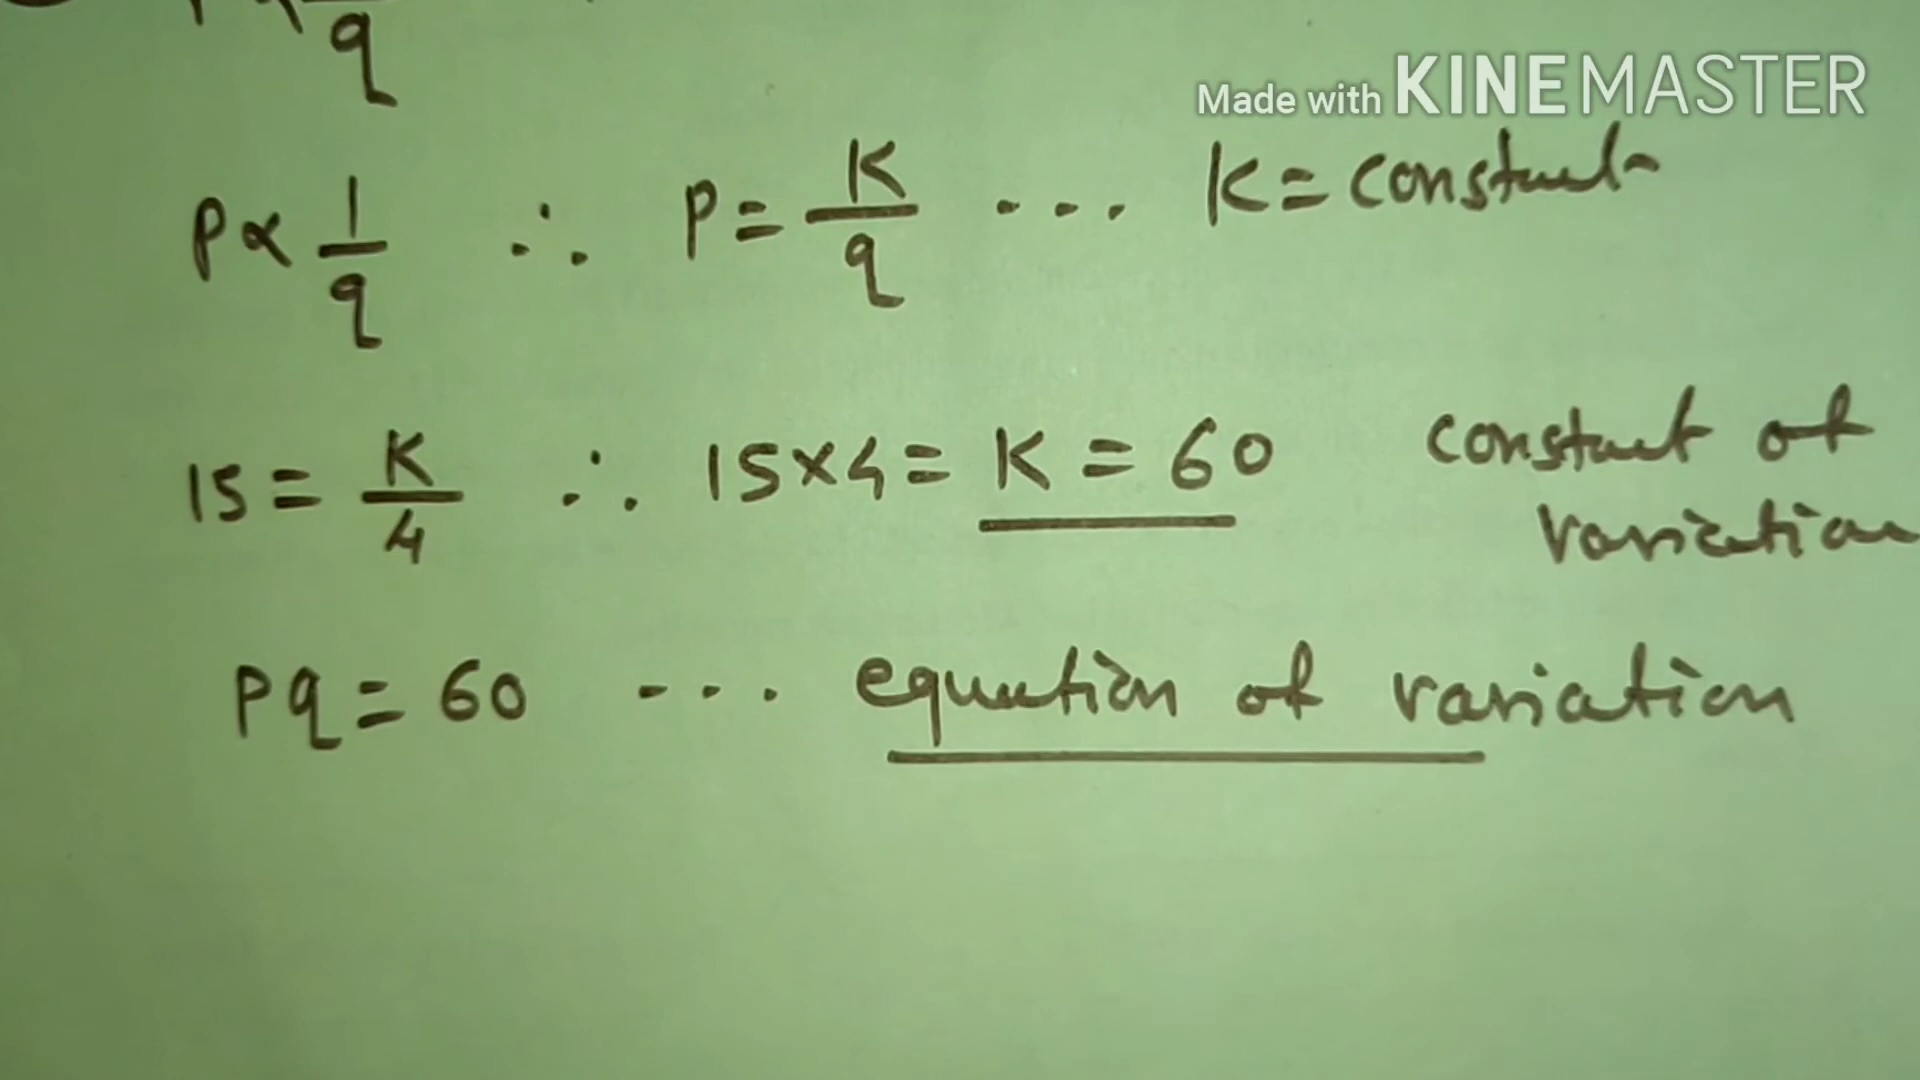 q
Made with KINEMASTER
P ∝ 1/q ∴ P = K/q ... K = constant
15 = K/4 ∴ 15×4 = K = 60 constant of
variation
Pq = 60 ... equation of variation